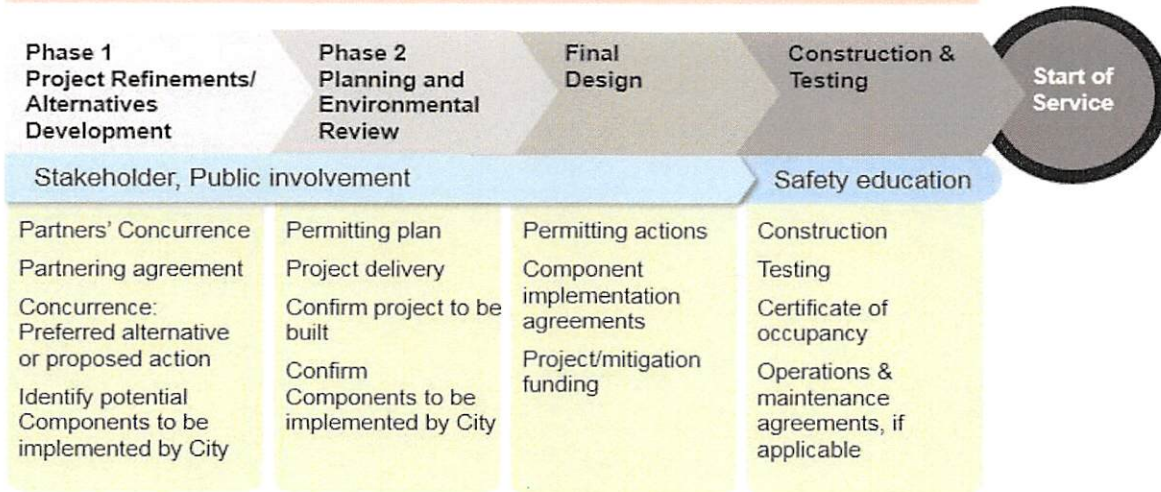 Phase 1
Project Refinements/
Alternatives
Development
Phase 2
Planning and
Environmental
Review
Final
Design
Construction &
Testing
Start of
Service
Stakeholder, Public involvement
Safety education
Partners' Concurrence
Partnering agreement
Concurrence:
Preferred alternative
or proposed action
Identify potential
Components to be
implemented by City
Permitting plan
Project delivery
Confirm project to be
built
Confirm
Components to be
implemented by City
Permitting actions
Component
implementation
agreements
Project/mitigation
funding
Construction
Testing
Certificate of
occupancy
Operations &
maintenance
agreements, if
applicable